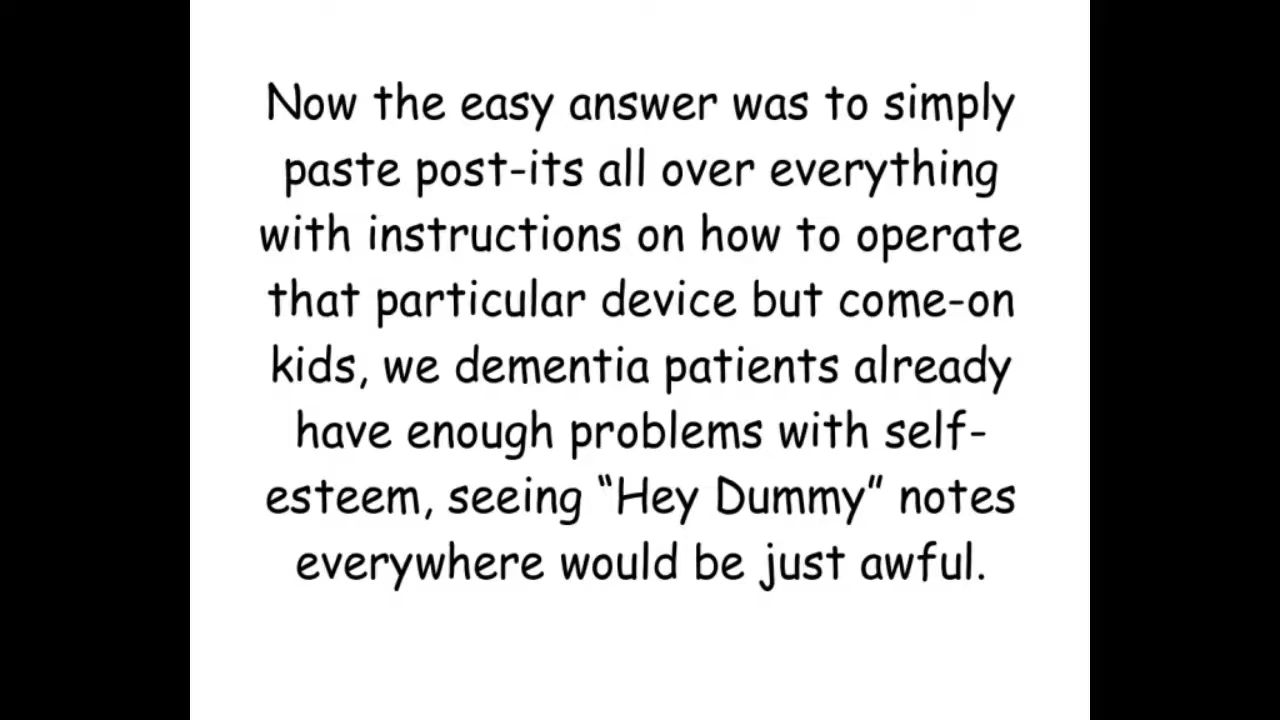 Now the easy answer was to simply
paste post-its all over everything
with instructions on how to operate
that particular device but come-on
kids, we dementia patients already
have enough problems with self-
esteem, seeing “Hey Dummy” notes
everywhere would be just awful.